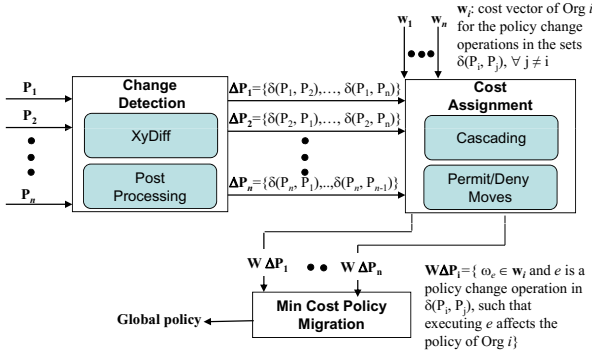 w₁ wₙ
wᵢ: cost vector of Org i
for the policy change
operations in the sets
δ(Pᵢ, Pⱼ), ∀ j ≠ i
P₁
P₂
Pₙ
Change
Detection
XyDiff
Post
Processing
ΔP₁={δ(P₁, P₂),…, δ(P₁, Pₙ)}
ΔP₂={δ(P₂, P₁),…, δ(P₂, Pₙ)}
ΔPₙ={δ(Pₙ, P₁),..,δ(Pₙ, Pₙ₋₁)}
Cost
Assignment
Cascading
Permit/Deny
Moves
W ΔP₁ W ΔPₙ
Min Cost Policy
Migration
Global policy
WΔPᵢ={ ωₑ ∈ wᵢ and e is a
policy change operation in
δ(Pᵢ, Pⱼ), such that
executing e affects the
policy of Org i}